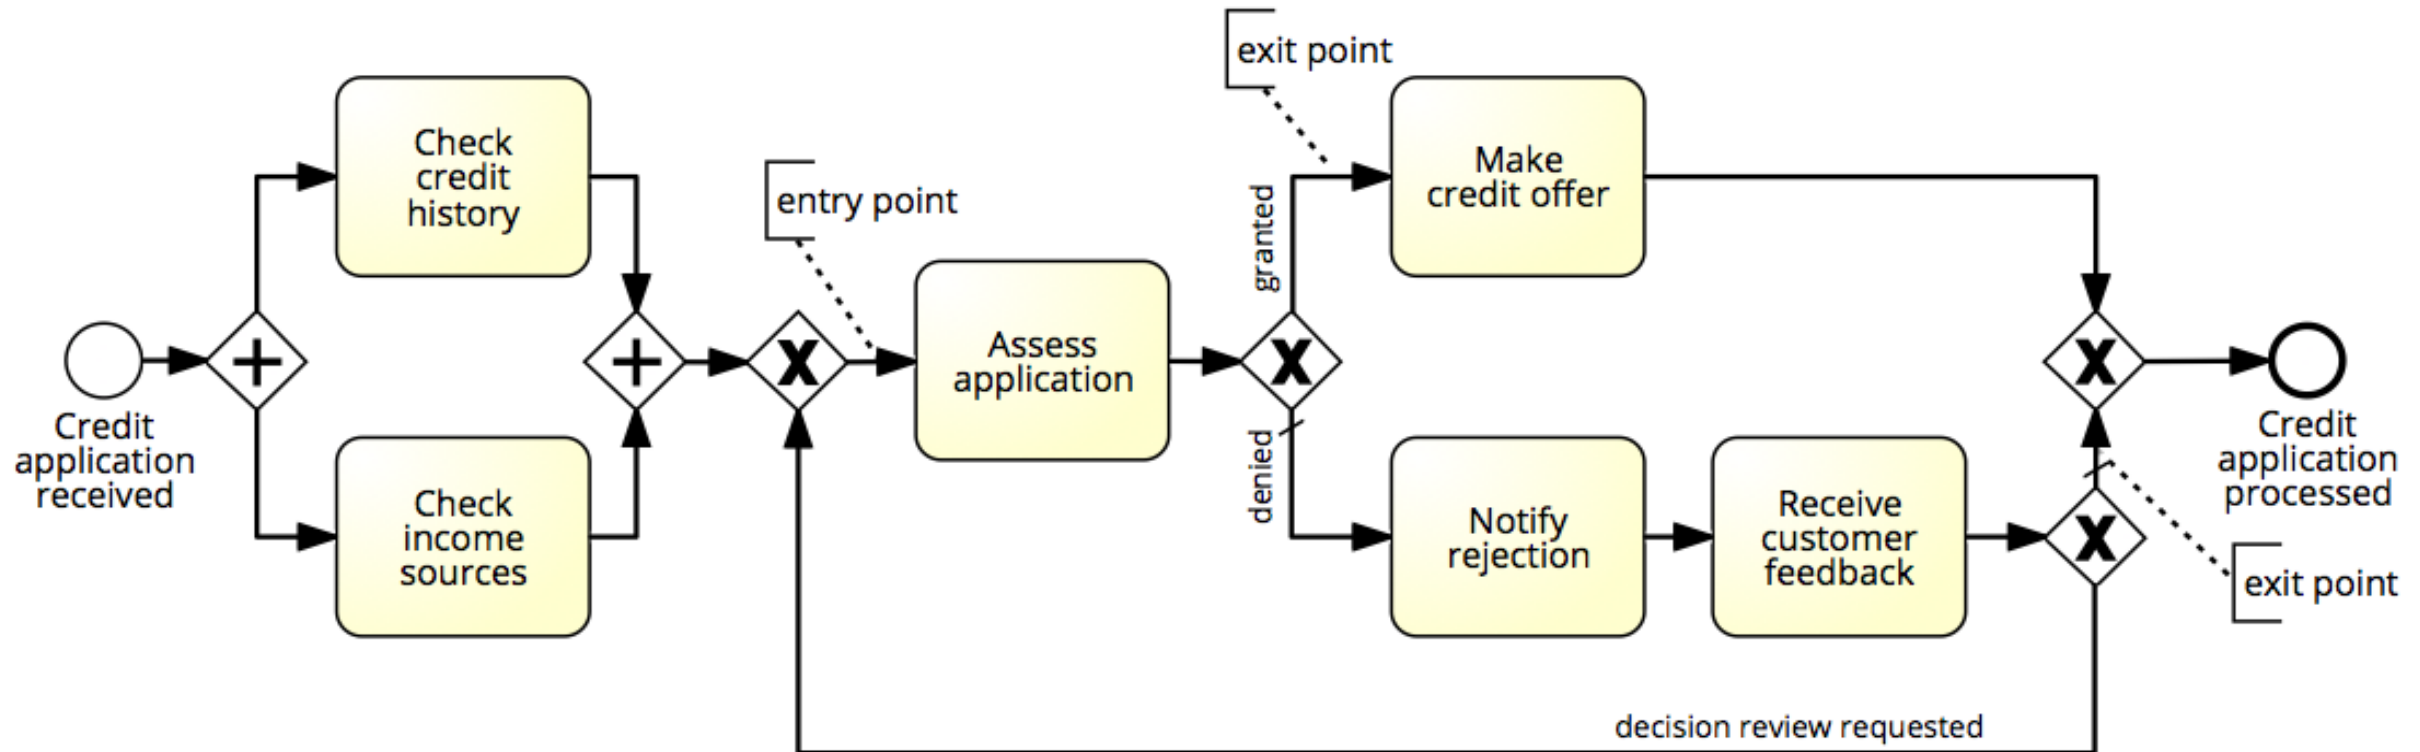 exit point
Check
credit
history
Make
credit offer
entry point
granted
Assess
application
Credit
application
received
Credit
application
processed
denied
Check
income
sources
Notify
rejection
Receive
customer
feedback
exit point
decision review requested